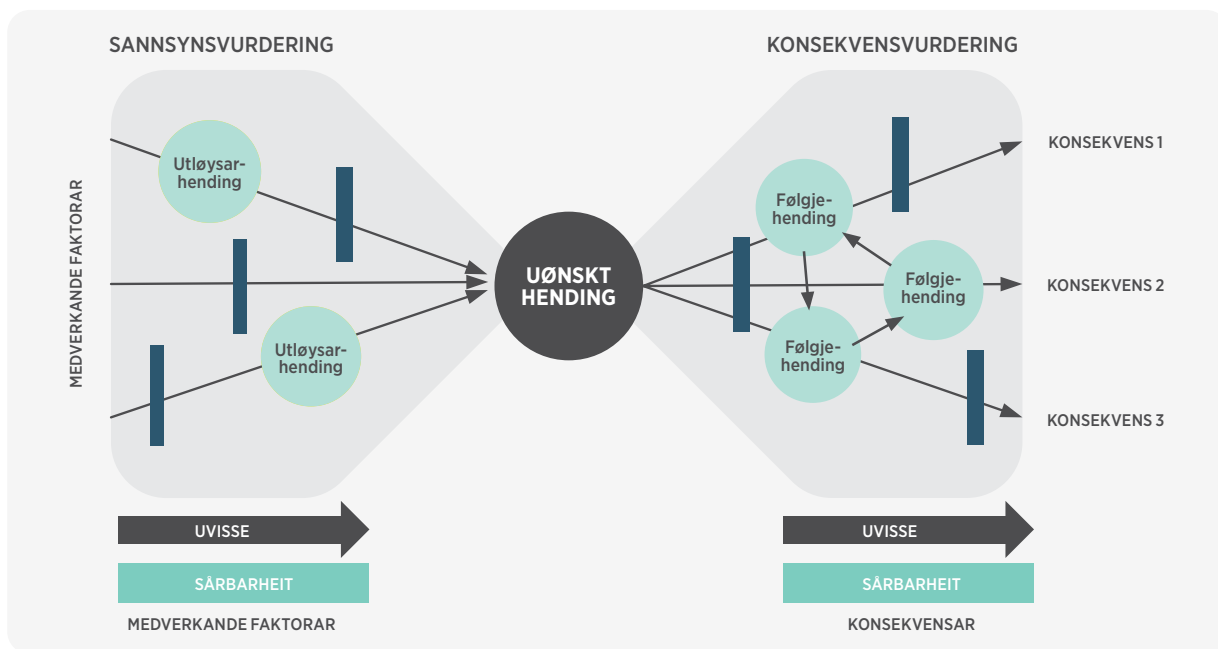 SANNSYNSVURDERING
KONSEKVENSVURDERING
MEDVERKANDE FAKTORAR
Utløysar-
hending
Utløysar-
hending
UØNSKT
HENDING
Følgje-
hending
Følgje-
hending
Følgje-
hending
KONSEKVENS 1
KONSEKVENS 2
KONSEKVENS 3
UVISSE
SÅRBARHEIT
MEDVERKANDE FAKTORAR
UVISSE
SÅRBARHEIT
KONSEKVENSAR